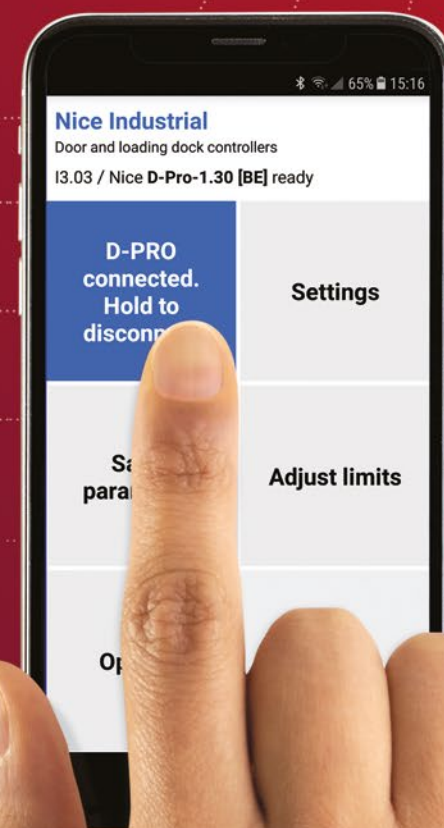 65% 15:16
Nice Industrial
Door and loading dock controllers
I3.03 / Nice D-Pro-1.30 [BE] ready
D-PRO
connected.
Hold to
Settings
Adjust limits